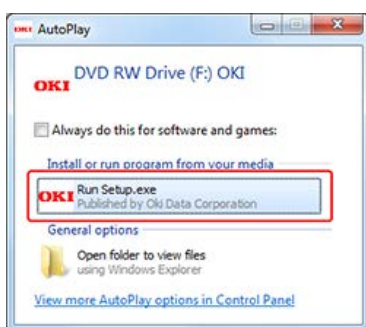 OKI AutoPlay
DVD RW Drive (F:) OKI
OKI
Always do this for software and games:
Install or run program from your media
OKI Run Setup.exe
Published by Oki Data Corporation
General options
Open folder to view files
using Windows Explorer
View more AutoPlay options in Control Panel